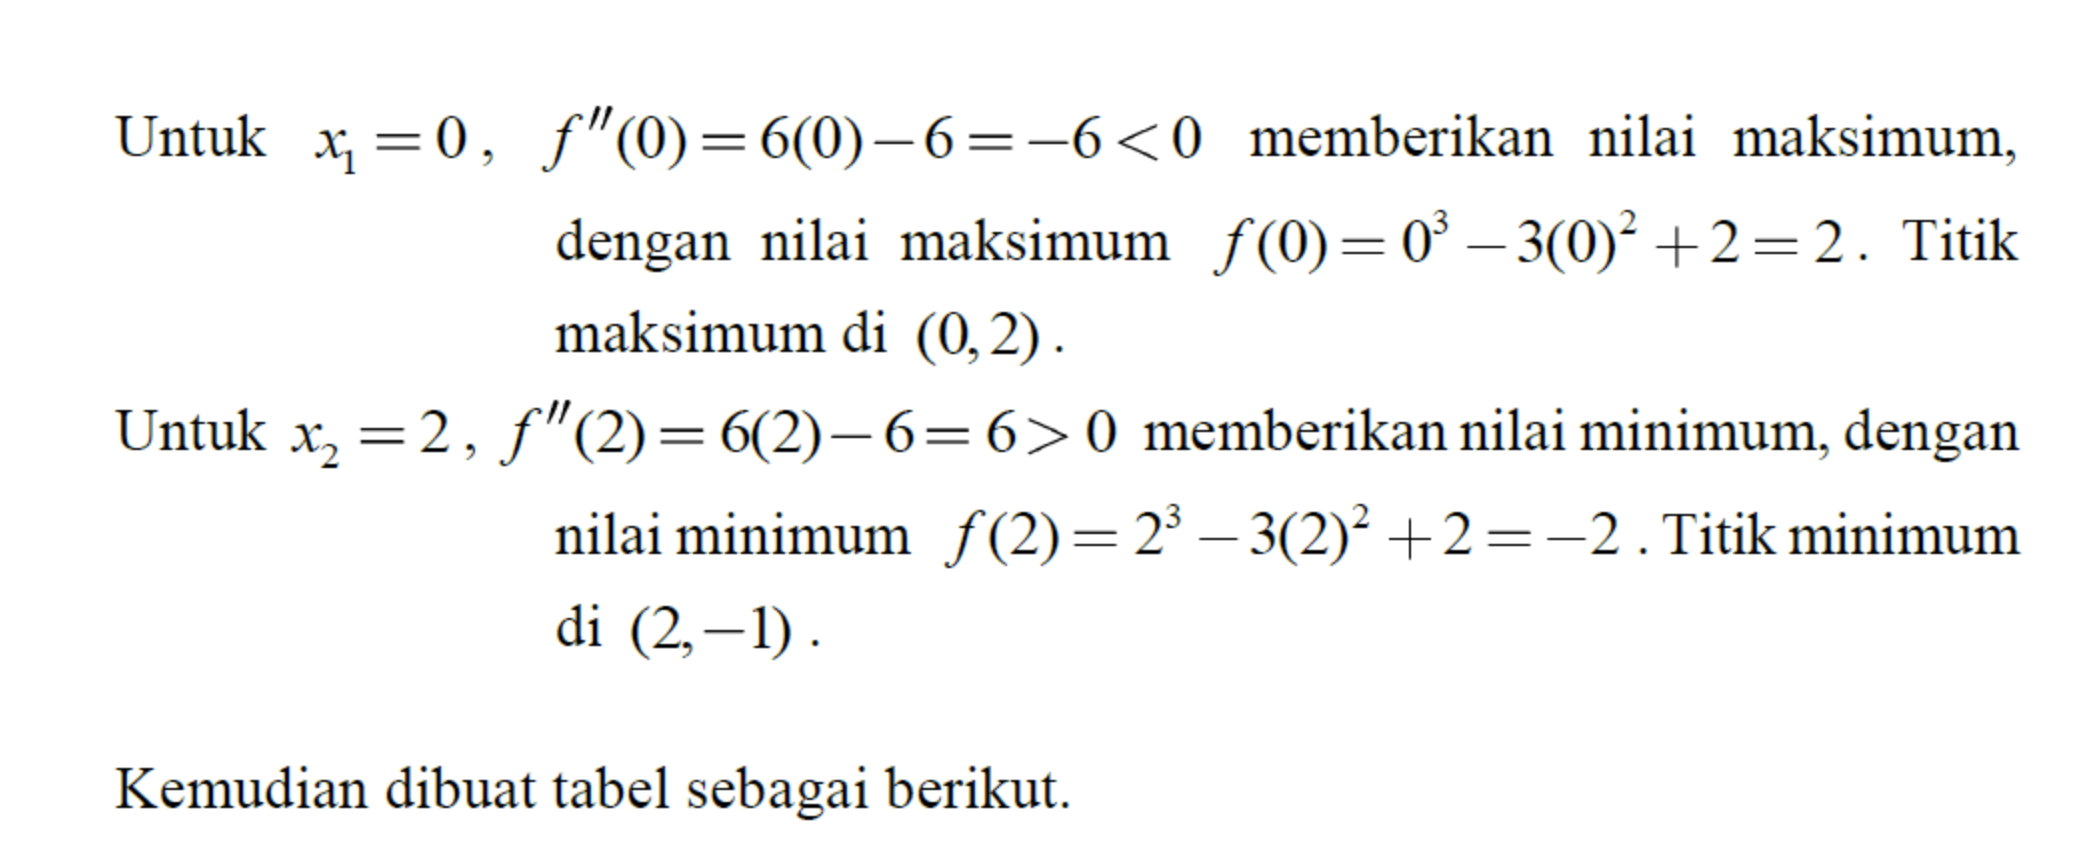 Untuk x₁ = 0, f″(0) = 6(0) − 6 = −6 < 0 memberikan nilai maksimum,
dengan nilai maksimum f(0) = 0³ − 3(0)² + 2 = 2. Titik
maksimum di (0, 2).
Untuk x₂ = 2, f″(2) = 6(2) − 6 = 6 > 0 memberikan nilai minimum, dengan
nilai minimum f(2) = 2³ − 3(2)² + 2 = −2. Titik minimum
di (2, −1).
Kemudian dibuat tabel sebagai berikut.